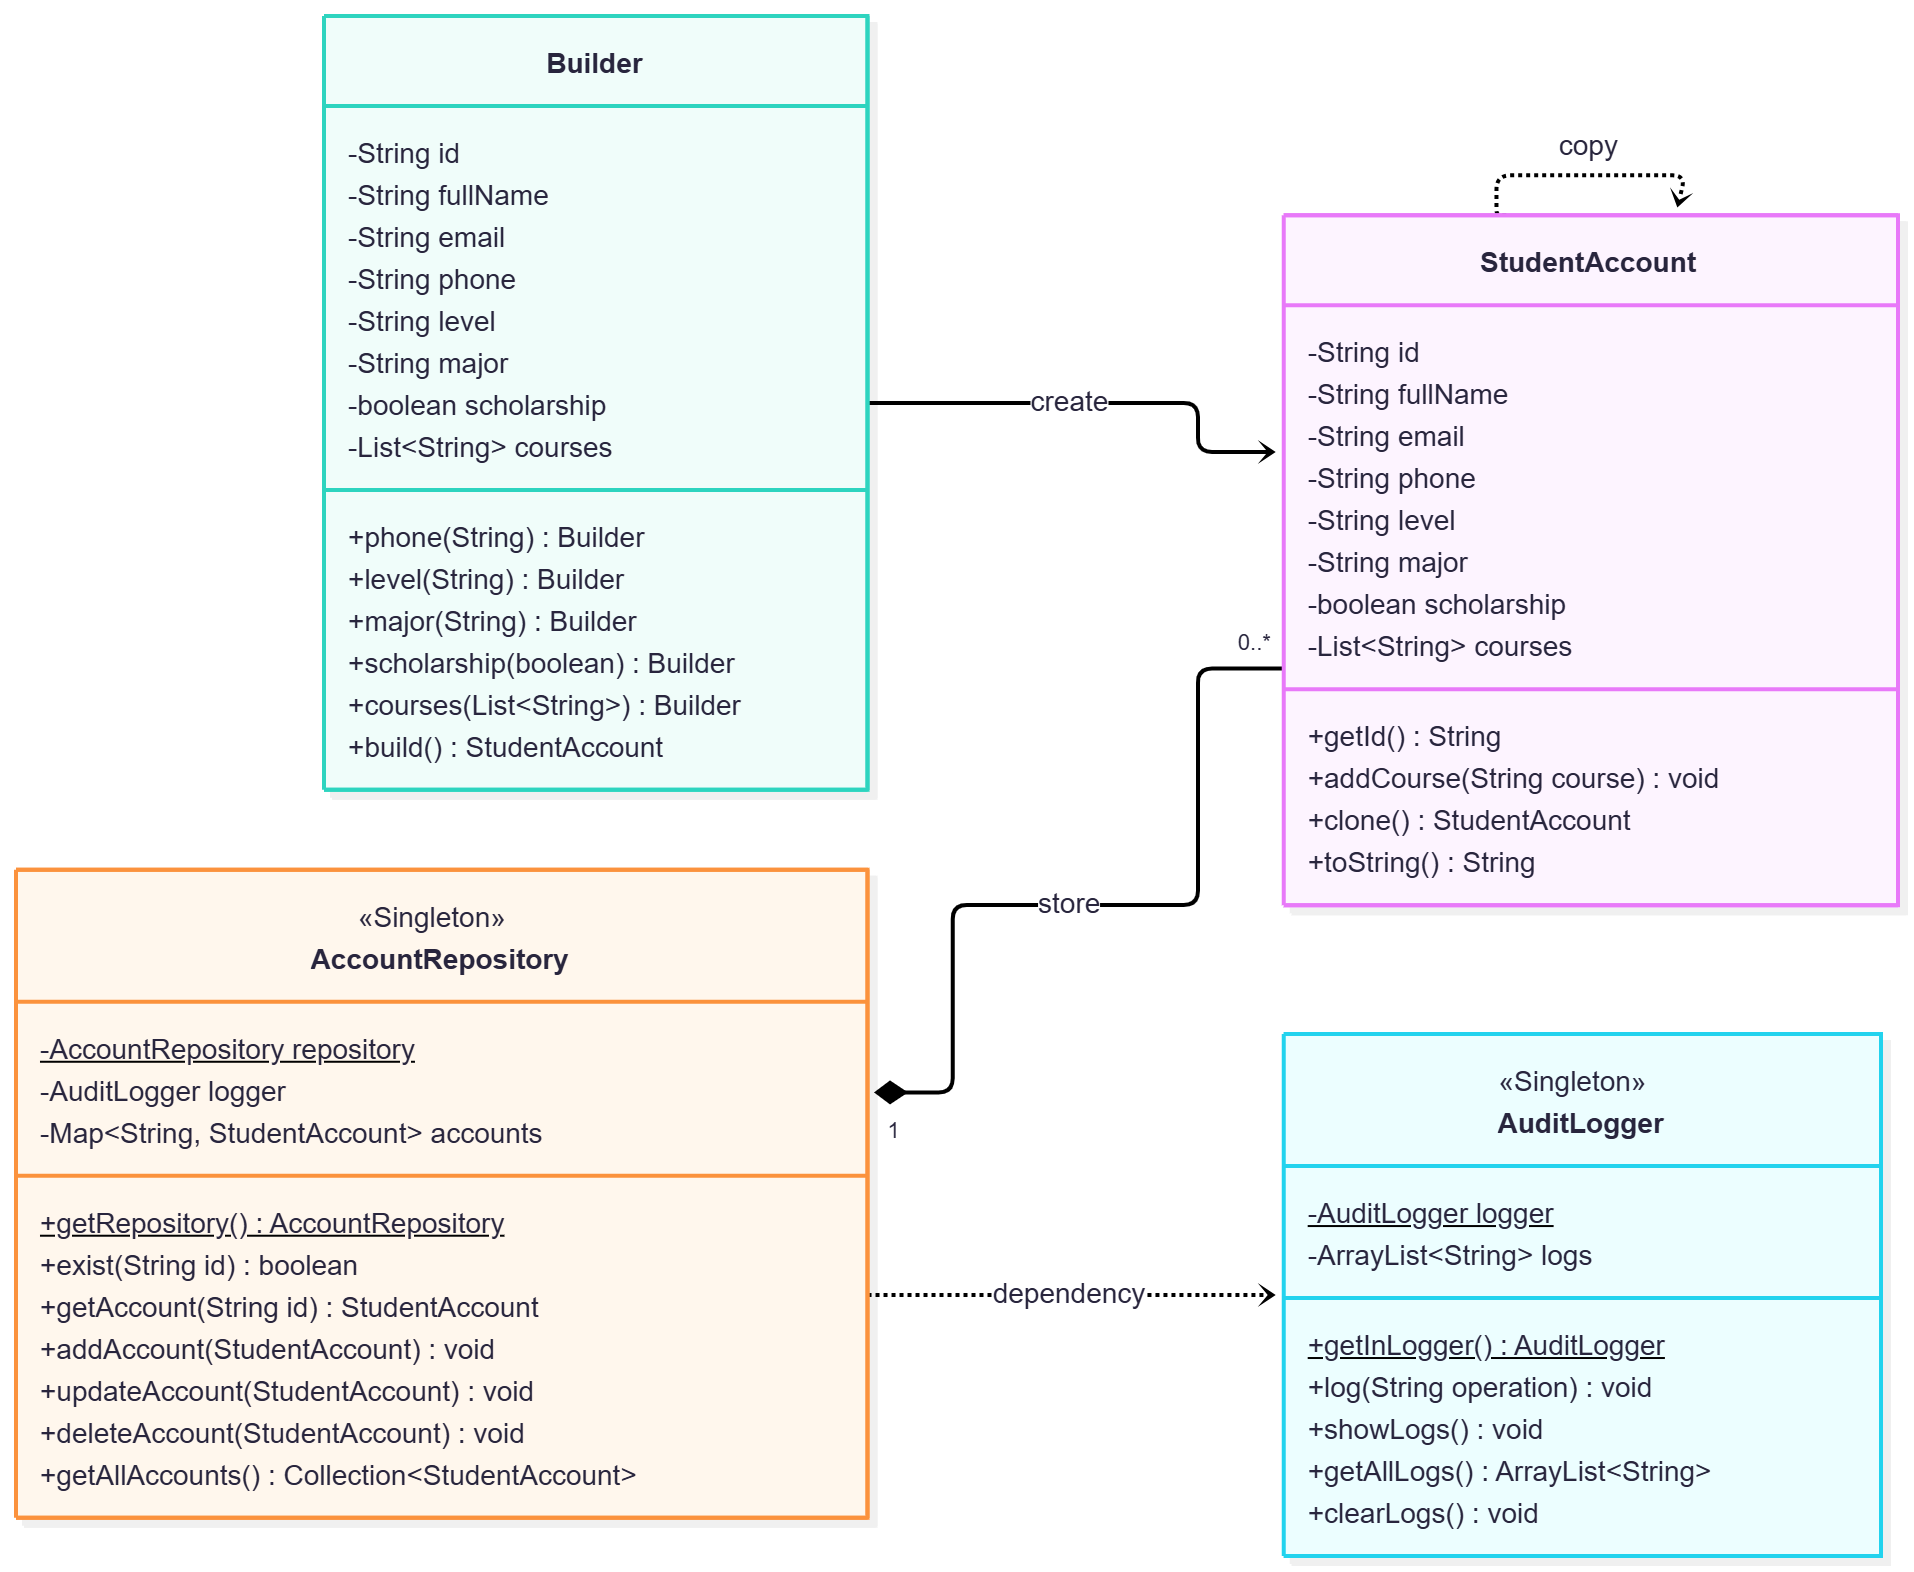 Builder
-String id
-String fullName
-String email
-String phone
-String level
-String major
-boolean scholarship
-List<String> courses
+phone(String) : Builder
+level(String) : Builder
+major(String) : Builder
+scholarship(boolean) : Builder
+courses(List<String>) : Builder
+build() : StudentAccount
create
copy
StudentAccount
-String id
-String fullName
-String email
-String phone
-String level
-String major
-boolean scholarship
-List<String> courses
+getId() : String
+addCourse(String course) : void
+clone() : StudentAccount
+toString() : String
0..*
store
1
«Singleton»
AccountRepository
-AccountRepository repository
-AuditLogger logger
-Map<String, StudentAccount> accounts
+getRepository() : AccountRepository
+exist(String id) : boolean
+getAccount(String id) : StudentAccount
+addAccount(StudentAccount) : void
+updateAccount(StudentAccount) : void
+deleteAccount(StudentAccount) : void
+getAllAccounts() : Collection<StudentAccount>
dependency
«Singleton»
AuditLogger
-AuditLogger logger
-ArrayList<String> logs
+getInLogger() : AuditLogger
+log(String operation) : void
+showLogs() : void
+getAllLogs() : ArrayList<String>
+clearLogs() : void